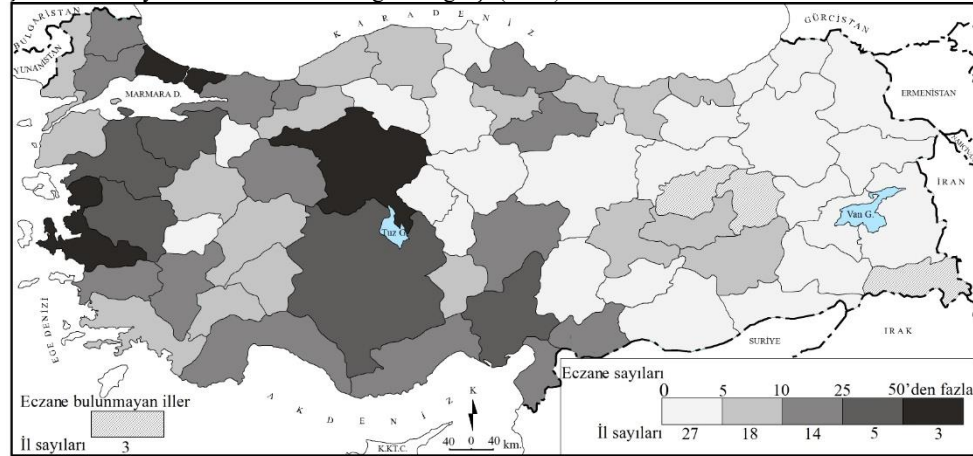 K A R A D E N İ Z
BULGARİSTAN
YUNANİSTAN
GÜRCİSTAN
MARMARA D.
ERMENİSTAN
İRAN
Van G.
Tuz G.
EGE DENİZİ
SURİYE
IRAK
A K D E N İ Z
K
Eczane sayıları
0 5 10 25 50'den fazla
İl sayıları 27 18 14 5 3
Eczane bulunmayan iller
İl sayıları 3
40 0 40 km.
K.K.T.C.